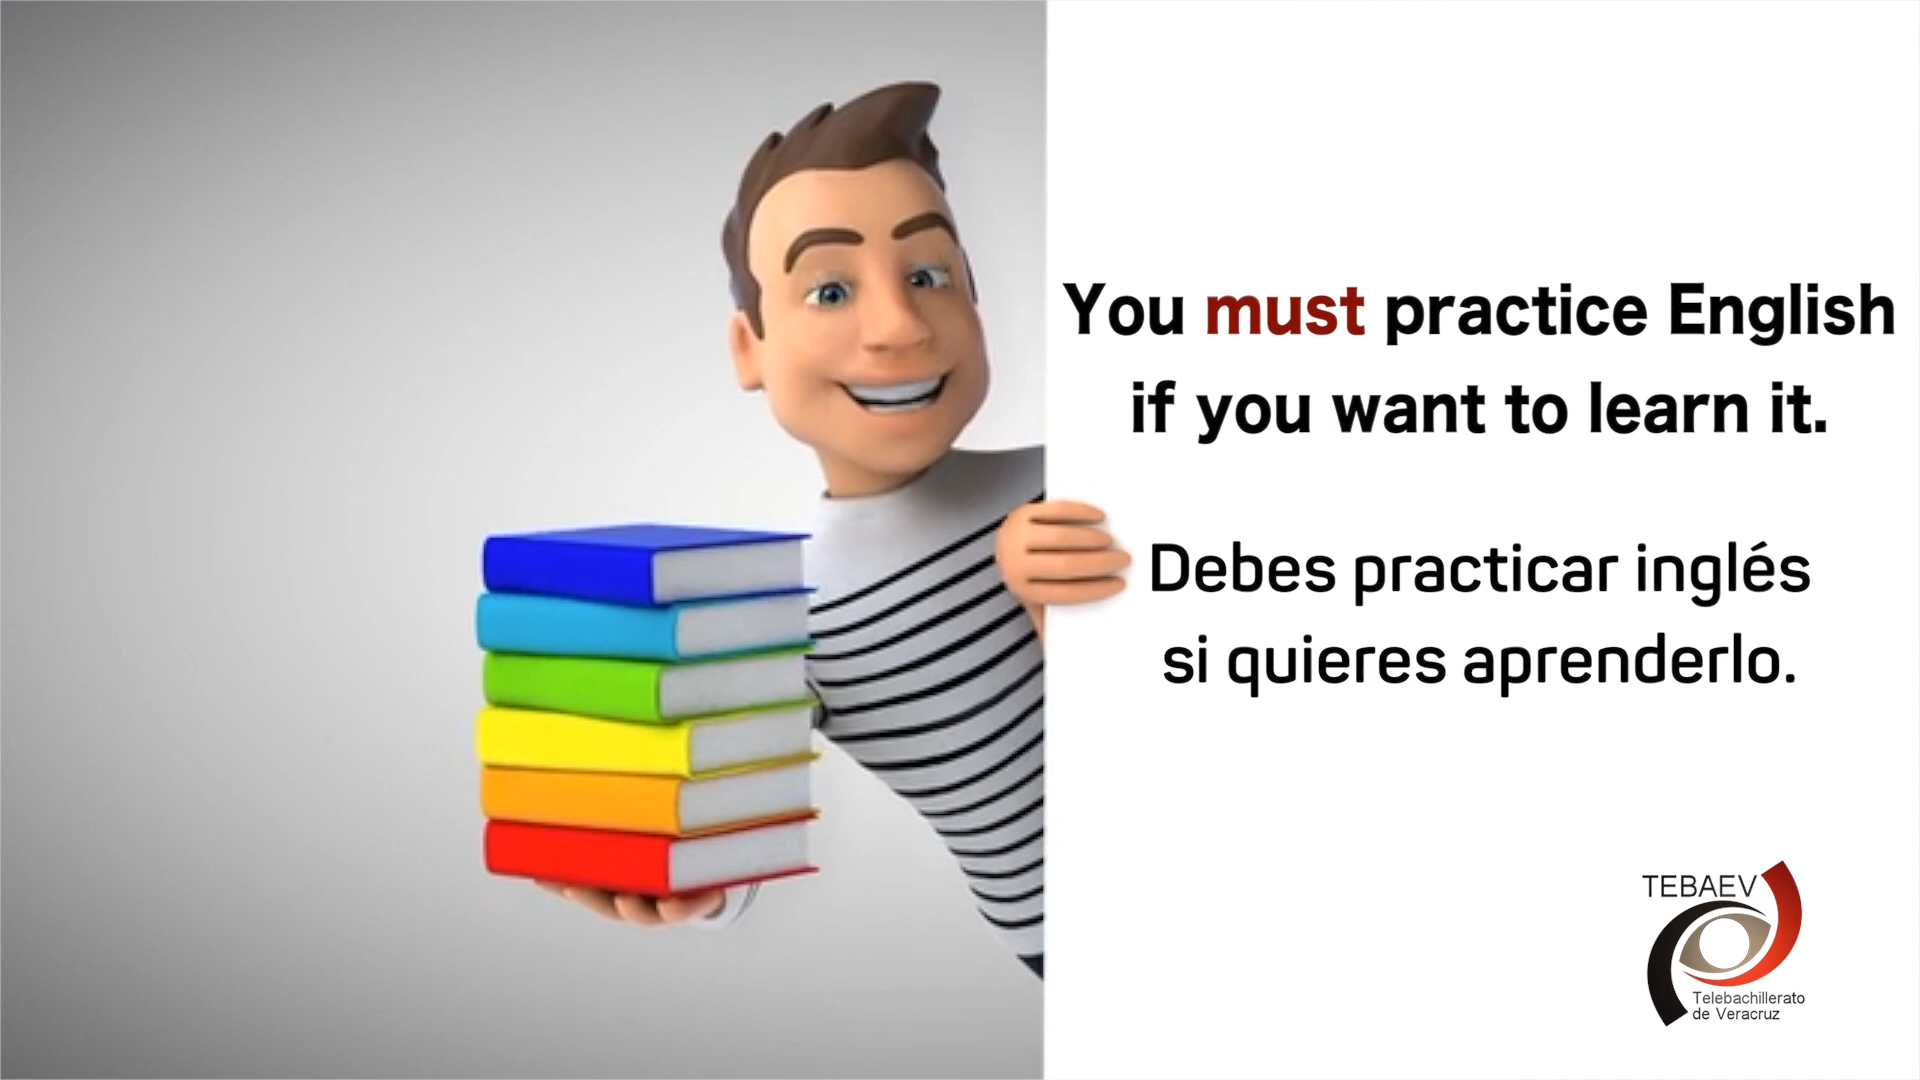 You must practice English
if you want to learn it.
Debes practicar inglés
si quieres aprenderlo.
TEBAEV
Telebachillerato
de Veracruz